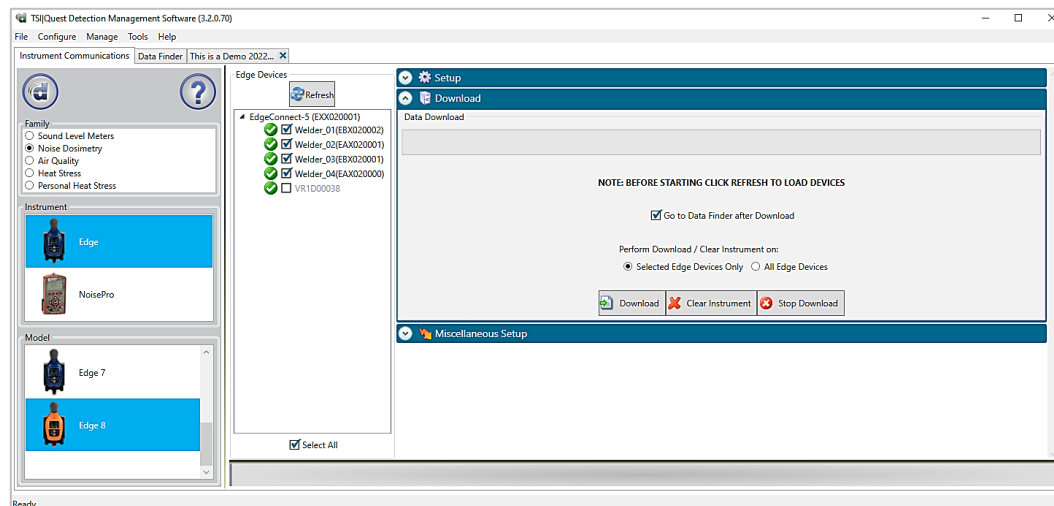 TSI|Quest Detection Management Software (3.2.0.70)
File Configure Manage Tools Help
Instrument Communications Data Finder This is a Demo 2022...
Family
Sound Level Meters
Noise Dosimetry
Air Quality
Heat Stress
Personal Heat Stress
Instrument
Edge
NoisePro
Model
Edge 7
Edge 8
Edge Devices
Refresh
EdgeConnect-5 (EXX020001)
Welder_01(EBX020002)
Welder_02(EAX020001)
Welder_03(EBX020001)
Welder_04(EAX020000)
VR1D00038
Select All
Setup
Download
Data Download
NOTE: BEFORE STARTING CLICK REFRESH TO LOAD DEVICES
Go to Data Finder after Download
Perform Download / Clear Instrument on:
Selected Edge Devices Only All Edge Devices
Download Clear Instrument Stop Download
Miscellaneous Setup
Ready